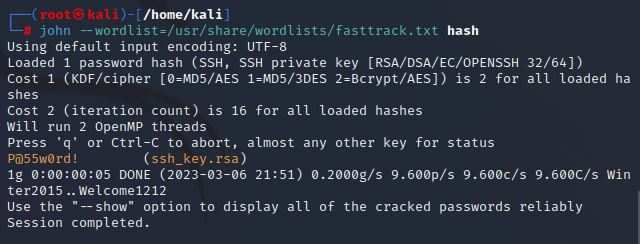 ┌──(root㉿kali)-[/home/kali]
└─# john --wordlist=/usr/share/wordlists/fasttrack.txt hash
Using default input encoding: UTF-8
Loaded 1 password hash (SSH, SSH private key [RSA/DSA/EC/OPENSSH 32/64])
Cost 1 (KDF/cipher [0=MD5/AES 1=MD5/3DES 2=Bcrypt/AES]) is 2 for all loaded ha
shes
Cost 2 (iteration count) is 16 for all loaded hashes
Will run 2 OpenMP threads
Press 'q' or Ctrl-C to abort, almost any other key for status
P@55w0rd!        (ssh_key.rsa)
1g 0:00:00:05 DONE (2023-03-06 21:51) 0.2000g/s 9.600p/s 9.600c/s 9.600C/s Win
ter2015..Welcome1212
Use the "--show" option to display all of the cracked passwords reliably
Session completed.